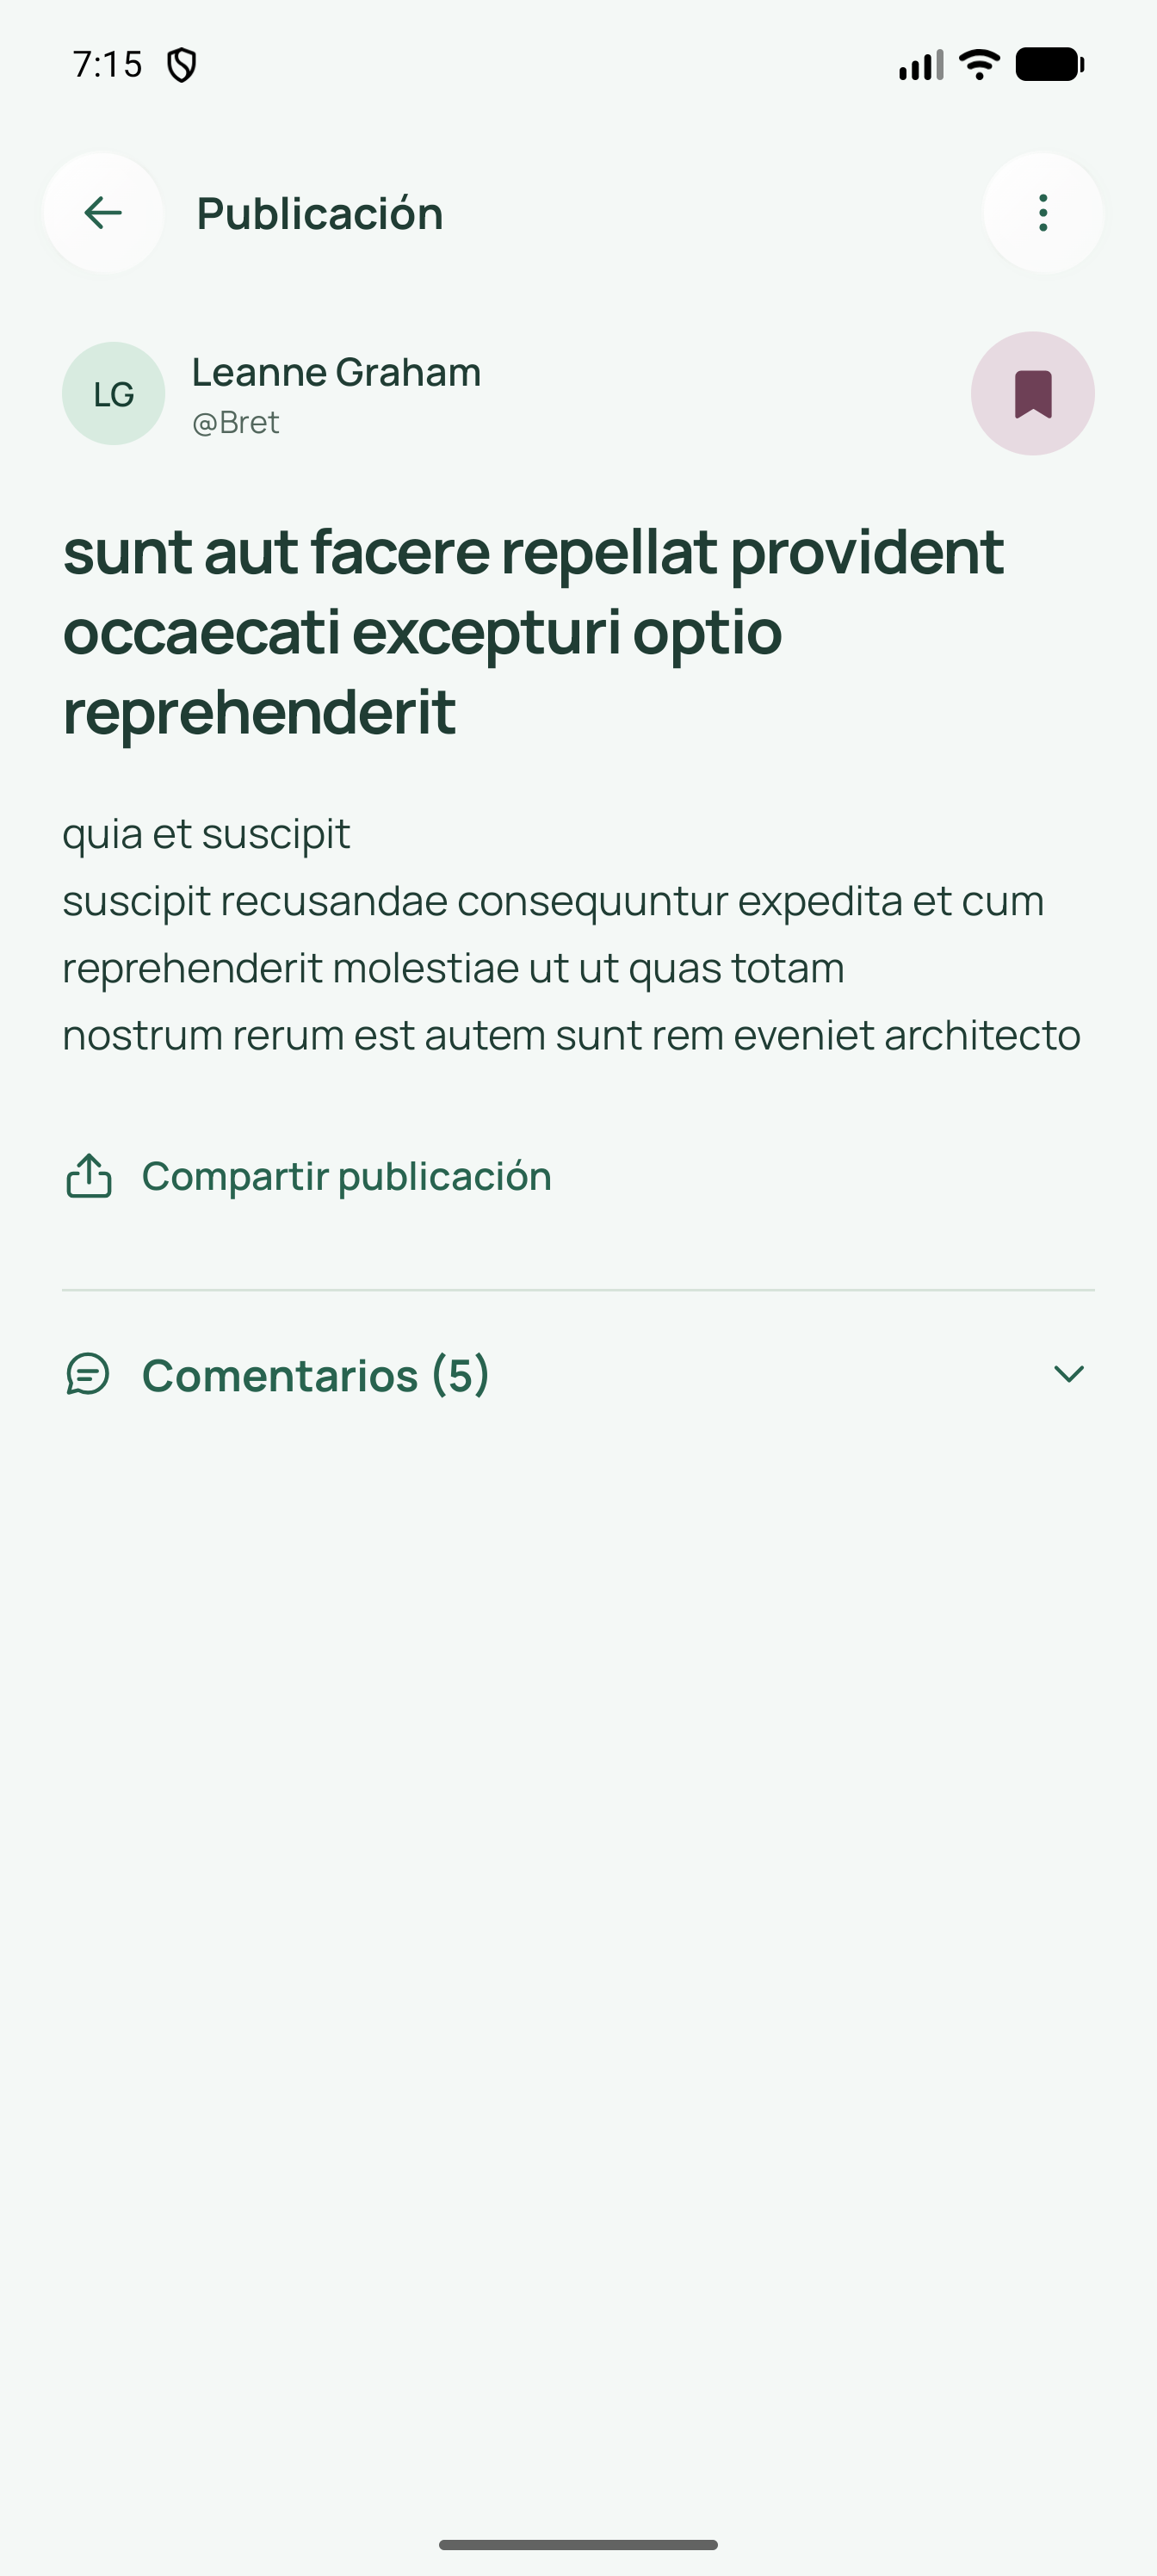 7:15
Publicación
LG
Leanne Graham
@Bret
sunt aut facere repellat provident
occaecati excepturi optio
reprehenderit
quia et suscipit
suscipit recusandae consequuntur expedita et cum
reprehenderit molestiae ut ut quas totam
nostrum rerum est autem sunt rem eveniet architecto
Compartir publicación
Comentarios (5)